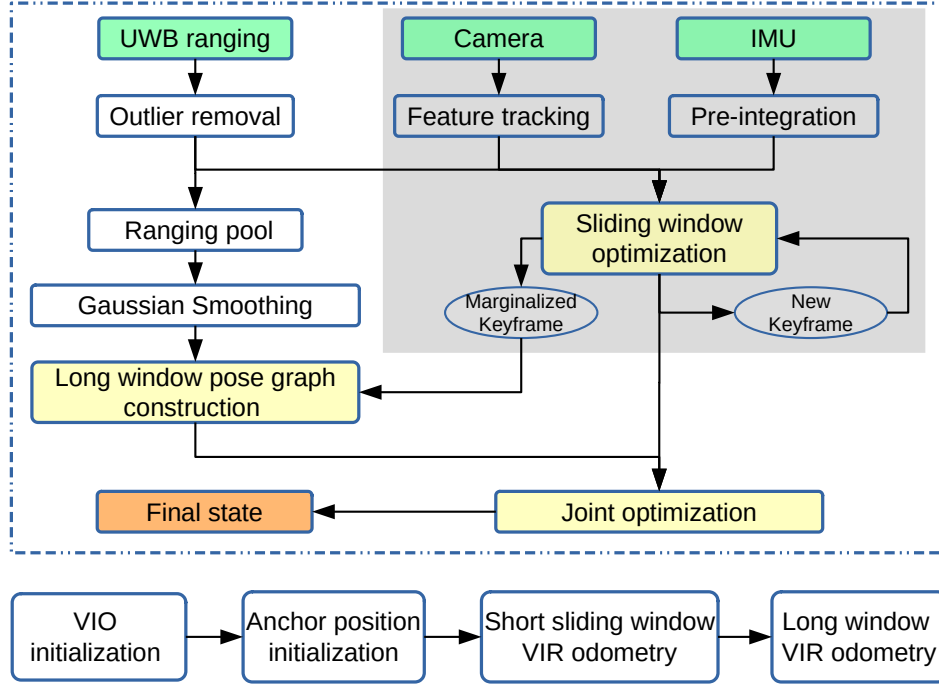 UWB ranging
Camera
IMU
Outlier removal
Feature tracking
Pre-integration
Ranging pool
Sliding window
optimization
Gaussian Smoothing
Marginalized
Keyframe
New
Keyframe
Long window pose graph
construction
Final state
Joint optimization
VIO
initialization
Anchor position
initialization
Short sliding window
VIR odometry
Long window
VIR odometry